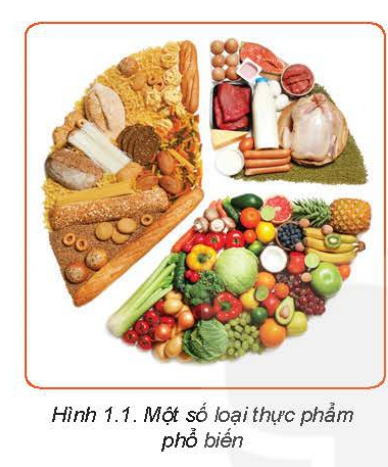 Hình 1.1. Một số loại thực phẩm
phổ biến